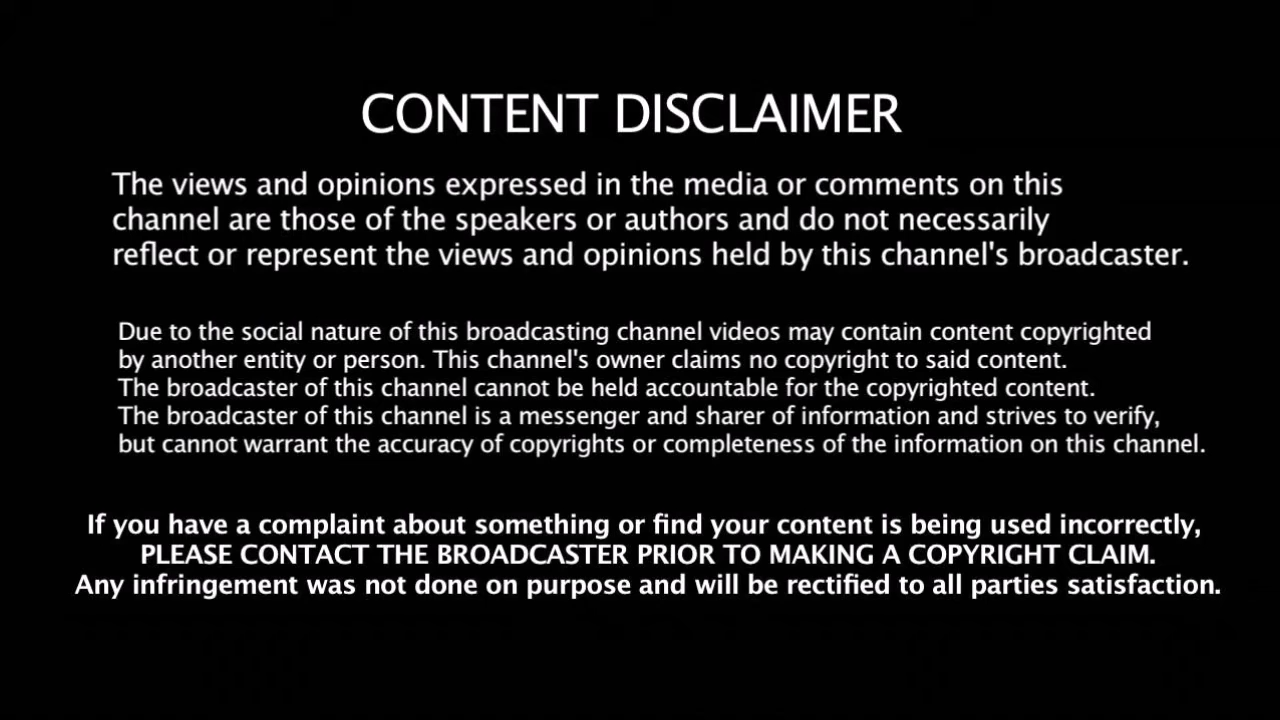 CONTENT DISCLAIMER
The views and opinions expressed in the media or comments on this
channel are those of the speakers or authors and do not necessarily
reflect or represent the views and opinions held by this channel's broadcaster.
Due to the social nature of this broadcasting channel videos may contain content copyrighted
by another entity or person. This channel's owner claims no copyright to said content.
The broadcaster of this channel cannot be held accountable for the copyrighted content.
The broadcaster of this channel is a messenger and sharer of information and strives to verify,
but cannot warrant the accuracy of copyrights or completeness of the information on this channel.
If you have a complaint about something or find your content is being used incorrectly,
PLEASE CONTACT THE BROADCASTER PRIOR TO MAKING A COPYRIGHT CLAIM.
Any infringement was not done on purpose and will be rectified to all parties satisfaction.